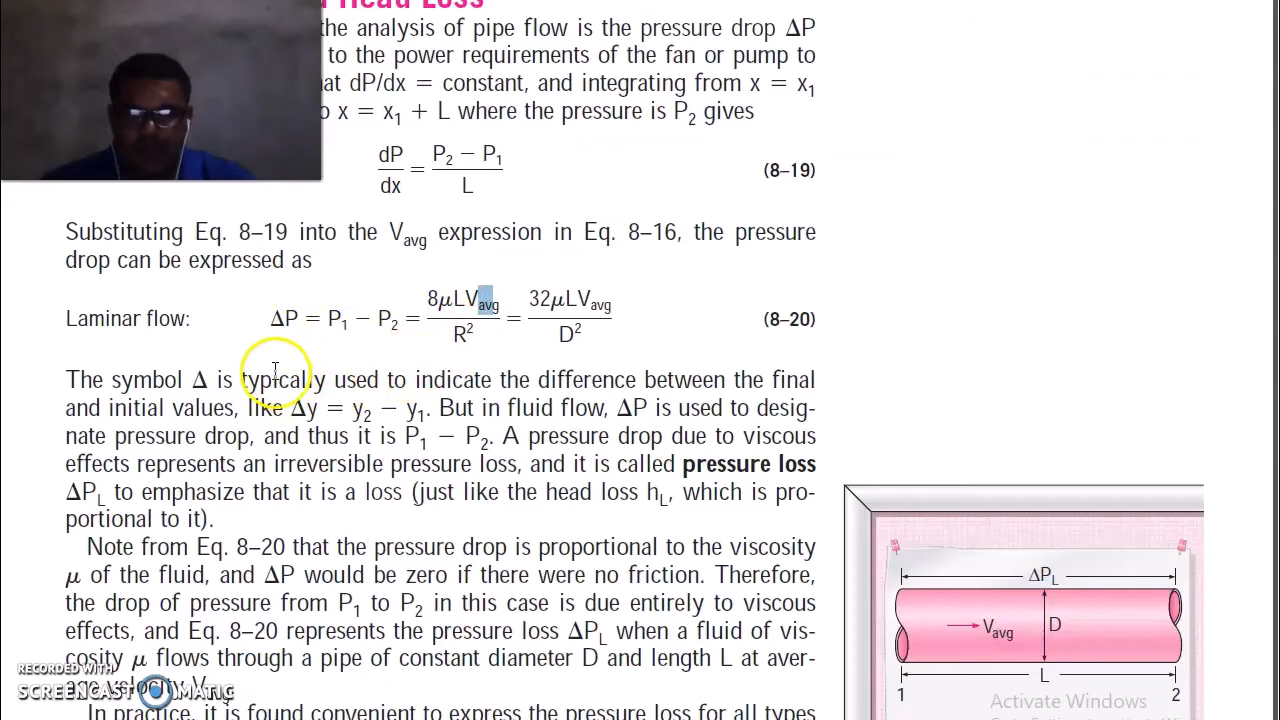 d Head Loss
the analysis of pipe flow is the pressure drop ΔP
to the power requirements of the fan or pump to
at dP/dx = constant, and integrating from x = x₁
o x = x₁ + L where the pressure is P₂ gives
dP/dx = (P₂ − P₁)/L (8–19)
Substituting Eq. 8–19 into the Vavg expression in Eq. 8–16, the pressure
drop can be expressed as
Laminar flow: ΔP = P₁ − P₂ = 8μLVavg/R² = 32μLVavg/D² (8–20)
The symbol Δ is typically used to indicate the difference between the final
and initial values, like Δy = y₂ − y₁. But in fluid flow, ΔP is used to desig-
nate pressure drop, and thus it is P₁ − P₂. A pressure drop due to viscous
effects represents an irreversible pressure loss, and it is called pressure loss
ΔPL to emphasize that it is a loss (just like the head loss hL, which is pro-
portional to it).
Note from Eq. 8–20 that the pressure drop is proportional to the viscosity
μ of the fluid, and ΔP would be zero if there were no friction. Therefore,
the drop of pressure from P₁ to P₂ in this case is due entirely to viscous
effects, and Eq. 8–20 represents the pressure loss ΔPL when a fluid of vis-
cosity μ flows through a pipe of constant diameter D and length L at aver-
velocity V
In practice, it is found convenient to express the pressure loss for all types
ΔPL
Vavg
D
L
1
2
Activate Windows
RECORDED WITH
SCREENCAST MATIC